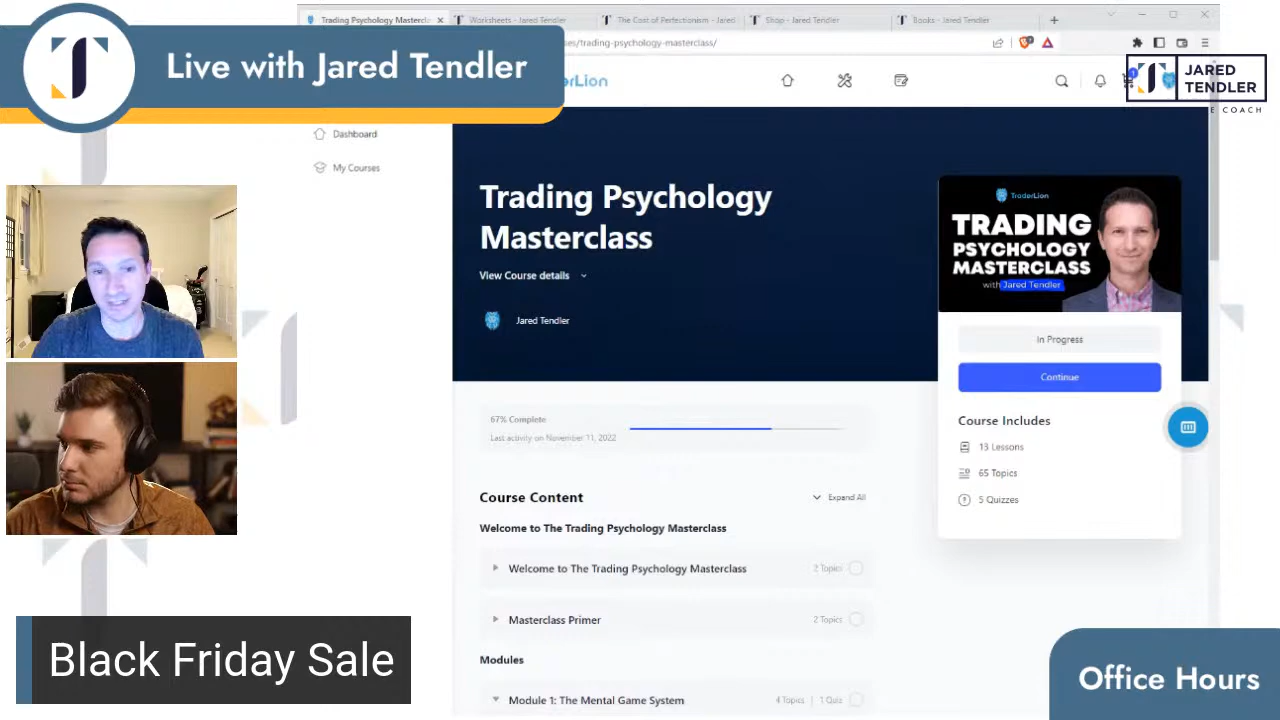 Trading Psychology Masterclass
Worksheets - Jared Tendler
The Cost of Perfectionism - Jared
Shop - Jared Tendler
Books - Jared Tendler
Live with Jared Tendler
es/trading-psychology-masterclass/
erLion
JARED
TENDLER
E COACH
Dashboard
My Courses
Trading Psychology
Masterclass
View Course details
Jared Tendler
TraderLion
TRADING
PSYCHOLOGY
MASTERCLASS
with Jared Tendler
In Progress
Continue
67% Complete
Last activity on November 11, 2022
Course Includes
13 Lessons
65 Topics
5 Quizzes
Course Content
Expand All
Welcome to The Trading Psychology Masterclass
Welcome to The Trading Psychology Masterclass
2 Topics
Masterclass Primer
2 Topics
Modules
Module 1: The Mental Game System
4 Topics | 1 Quiz
Black Friday Sale
Office Hours